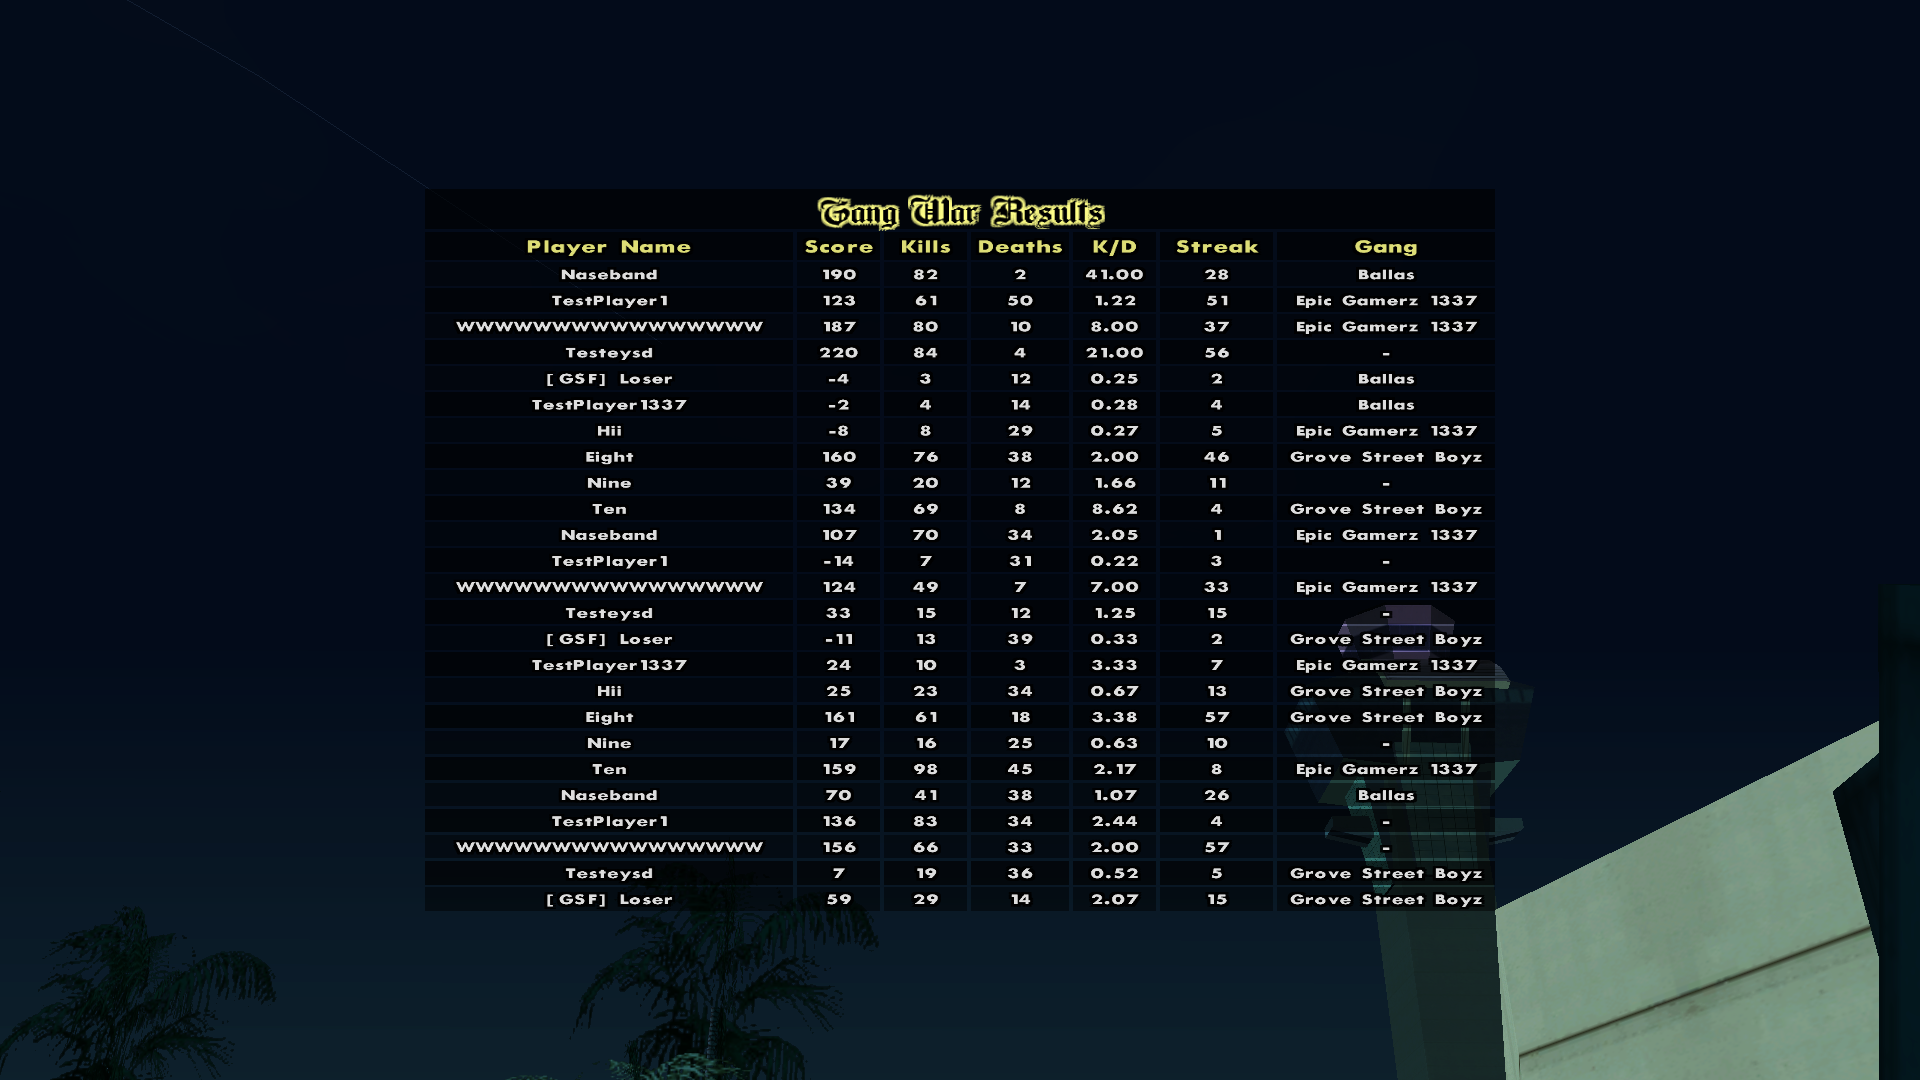 Gang War Results
Player Name Score Kills Deaths K/D Streak Gang
Naseband 190 82 2 41.00 28 Ballas
TestPlayer1 123 61 50 1.22 51 Epic Gamerz 1337
WWWWWWWWWWWWWWWW 187 80 10 8.00 37 Epic Gamerz 1337
Testeysd 220 84 4 21.00 56 -
[GSF] Loser -4 3 12 0.25 2 Ballas
TestPlayer1337 -2 4 14 0.28 4 Ballas
Hii -8 8 29 0.27 5 Epic Gamerz 1337
Eight 160 76 38 2.00 46 Grove Street Boyz
Nine 39 20 12 1.66 11 -
Ten 134 69 8 8.62 4 Grove Street Boyz
Naseband 107 70 34 2.05 1 Epic Gamerz 1337
TestPlayer1 -14 7 31 0.22 3 -
WWWWWWWWWWWWWWWW 124 49 7 7.00 33 Epic Gamerz 1337
Testeysd 33 15 12 1.25 15 -
[GSF] Loser -11 13 39 0.33 2 Grove Street Boyz
TestPlayer1337 24 10 3 3.33 7 Epic Gamerz 1337
Hii 25 23 34 0.67 13 Grove Street Boyz
Eight 161 61 18 3.38 57 Grove Street Boyz
Nine 17 16 25 0.63 10 -
Ten 159 98 45 2.17 8 Epic Gamerz 1337
Naseband 70 41 38 1.07 26 Ballas
TestPlayer1 136 83 34 2.44 4 -
WWWWWWWWWWWWWWWW 156 66 33 2.00 57 -
Testeysd 7 19 36 0.52 5 Grove Street Boyz
[GSF] Loser 59 29 14 2.07 15 Grove Street Boyz